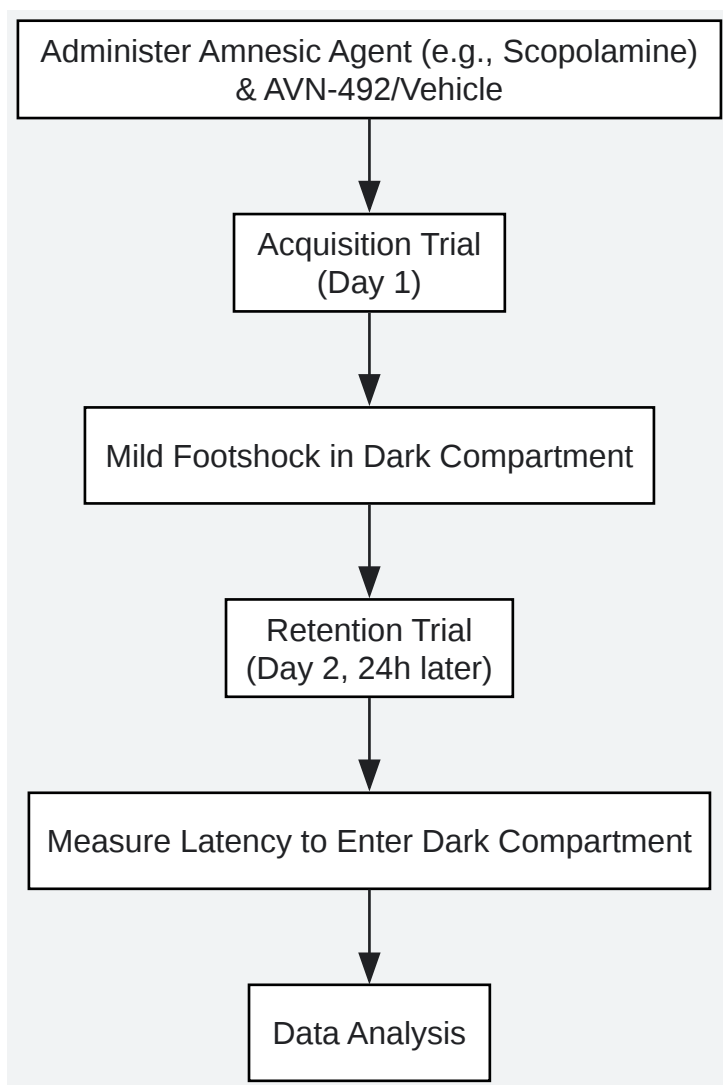 Administer Amnesic Agent (e.g., Scopolamine)
& AVN-492/Vehicle
Acquisition Trial
(Day 1)
Mild Footshock in Dark Compartment
Retention Trial
(Day 2, 24h later)
Measure Latency to Enter Dark Compartment
Data Analysis